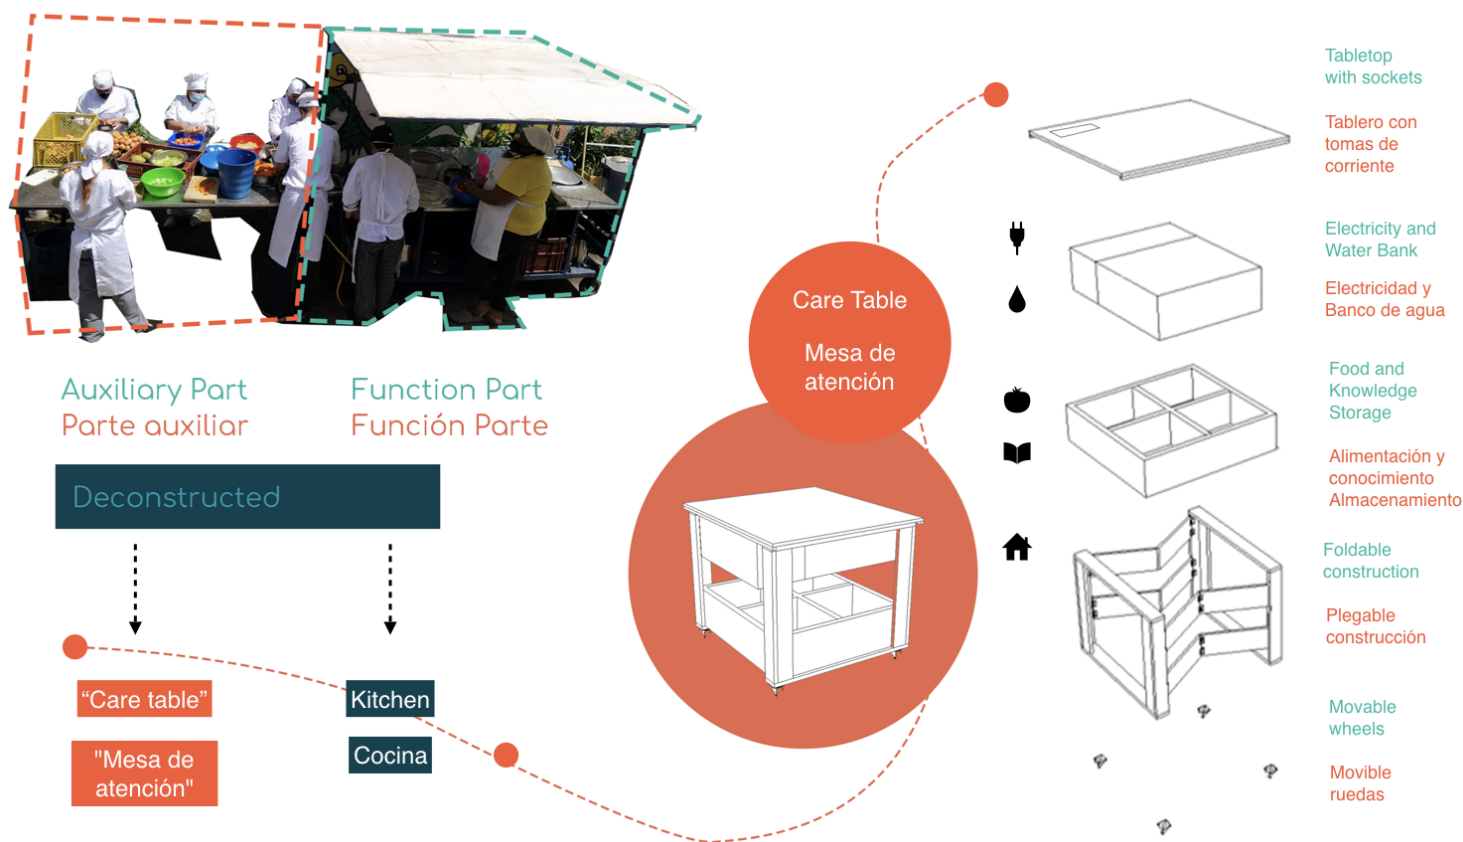 Auxiliary Part
Parte auxiliar
Function Part
Función Parte
Deconstructed
“Care table”
"Mesa de
atención"
Kitchen
Cocina
Care Table
Mesa de
atención
Tabletop
with sockets
Tablero con
tomas de
corriente
Electricity and
Water Bank
Electricidad y
Banco de agua
Food and
Knowledge
Storage
Alimentación y
conocimiento
Almacenamiento
Foldable
construction
Plegable
construcción
Movable
wheels
Movible
ruedas